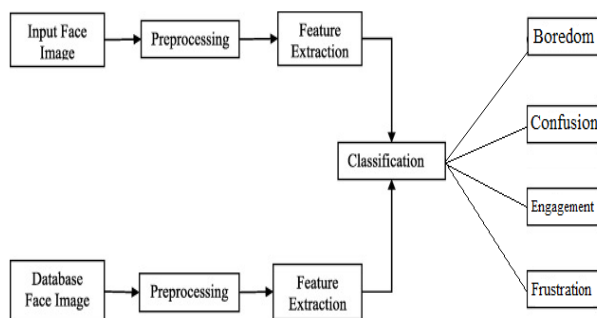 Input Face
Image
Preprocessing
Feature
Extraction
Boredom
Confusion
Classification
Engagement
Database
Face Image
Preprocessing
Feature
Extraction
Frustration